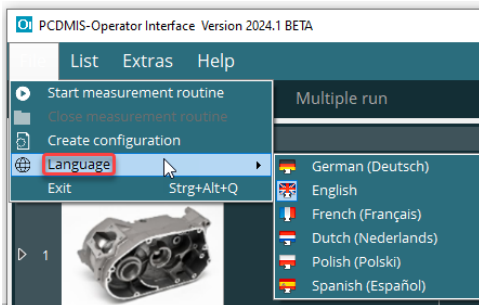 OI PCDMIS-Operator Interface Version 2024.1 BETA
List Extras Help
Start measurement routine
Close measurement routine
Multiple run
Create configuration
Language
German (Deutsch)
Exit Strg+Alt+Q
English
French (Français)
Dutch (Nederlands)
1
Polish (Polski)
Spanish (Español)